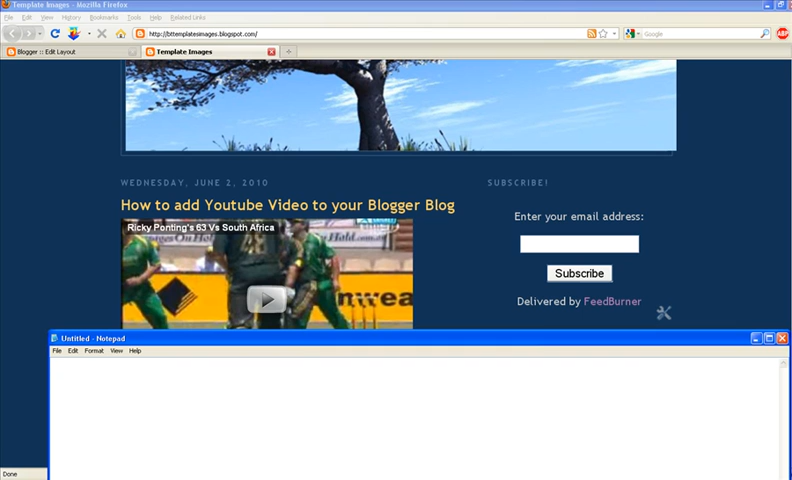 Template Images - Mozilla Firefox
File Edit View History Bookmarks Tools Help Related Links
http://bttemplatesimages.blogspot.com/
Google
ABP
Blogger :: Edit Layout
Template Images
WEDNESDAY, JUNE 2, 2010
SUBSCRIBE!
How to add Youtube Video to your Blogger Blog
Enter your email address:
Ricky Ponting's 63 Vs South Africa
Subscribe
Delivered by FeedBurner
Untitled - Notepad
File Edit Format View Help
Done